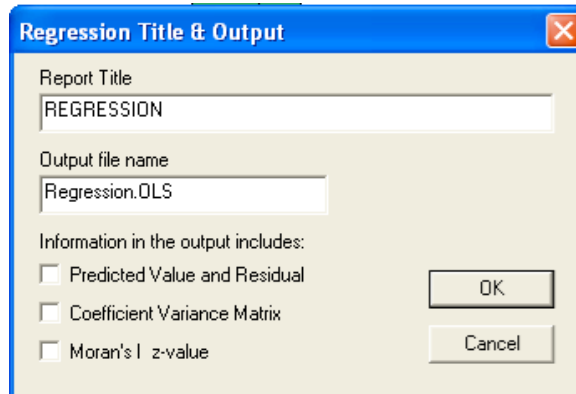 Regression Title & Output
Report Title
REGRESSION
Output file name
Regression.OLS
Information in the output includes:
Predicted Value and Residual
OK
Coefficient Variance Matrix
Moran's I z-value
Cancel